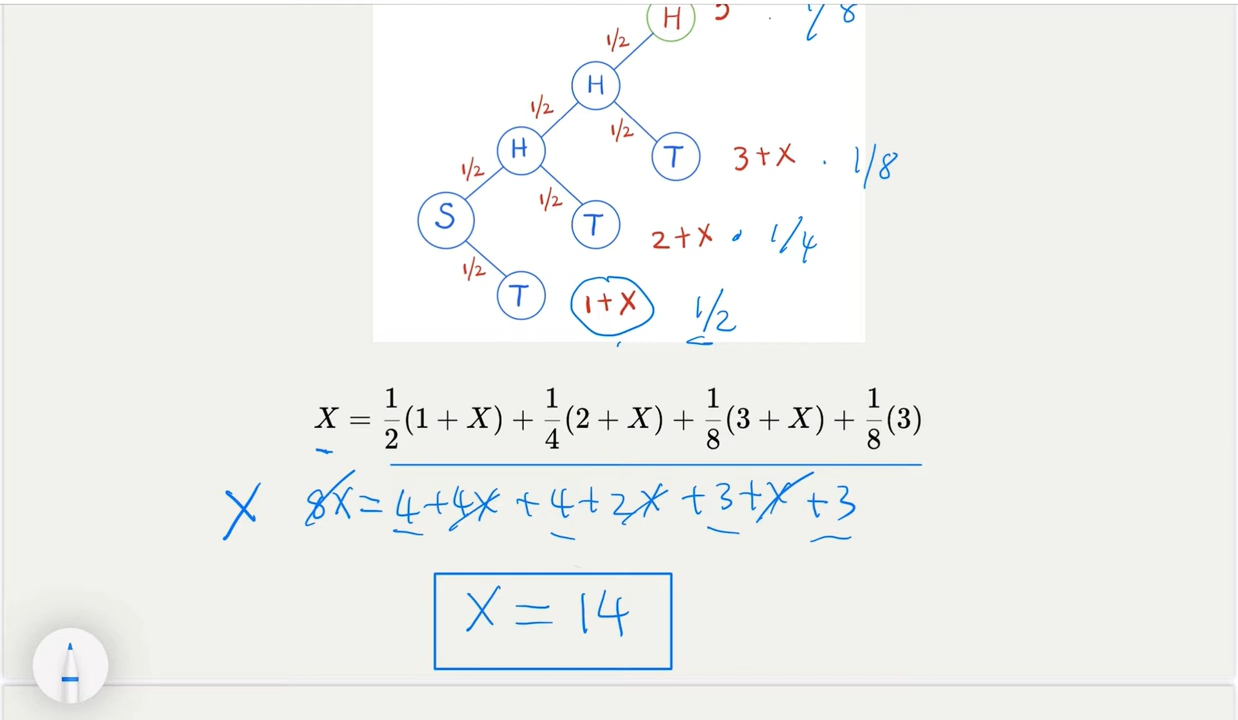 H 3 . 1/8
1/2
H
1/2 1/2
H T 3+X . 1/8
1/2 1/2
S T 2+X . 1/4
1/2
T 1+X 1/2
X = 1/2(1 + X) + 1/4(2 + X) + 1/8(3 + X) + 1/8(3)
X 8X = 4+4X + 4+2X + 3+X + 3
X = 14